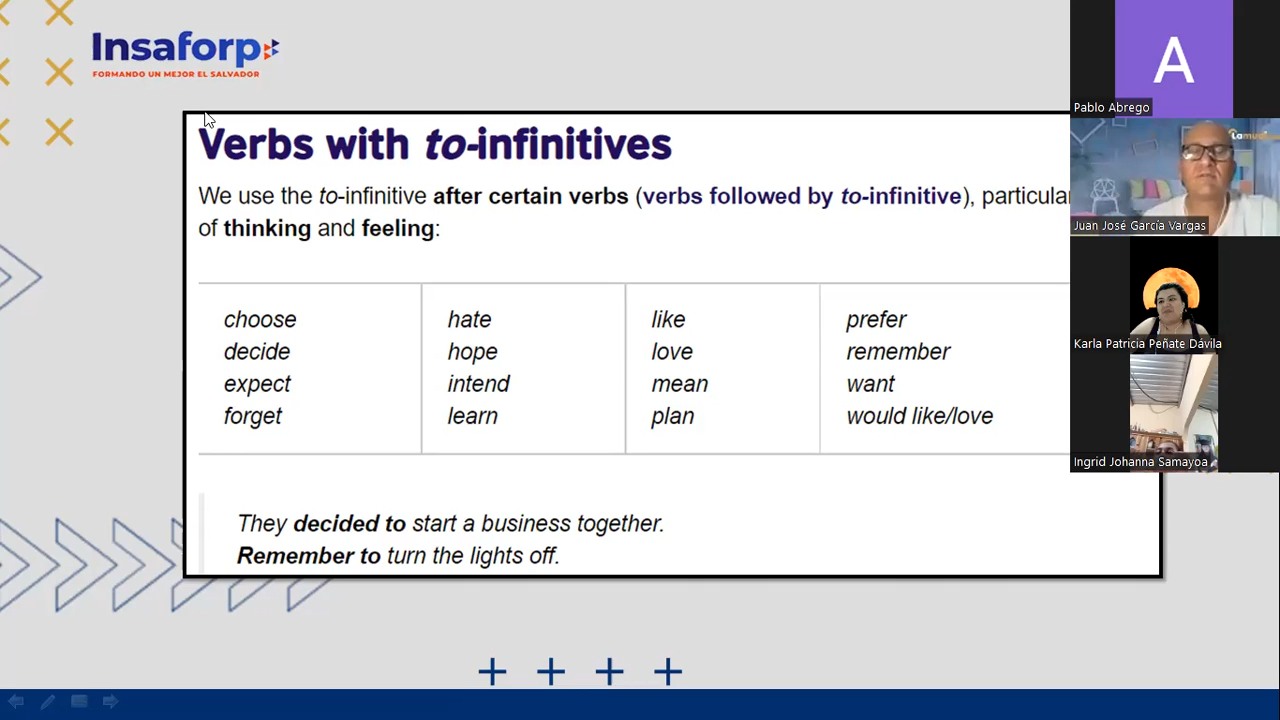 Insaforp
FORMANDO UN MEJOR EL SALVADOR
Verbs with to-infinitives
We use the to-infinitive after certain verbs (verbs followed by to-infinitive), particular
of thinking and feeling:
choose hate like prefer
decide hope love remember
expect intend mean want
forget learn plan would like/love
They decided to start a business together.
Remember to turn the lights off.
A
Pablo Abrego
Juan José García Vargas
Karla Patricia Peñate Dávila
Ingrid Johanna Samayoa